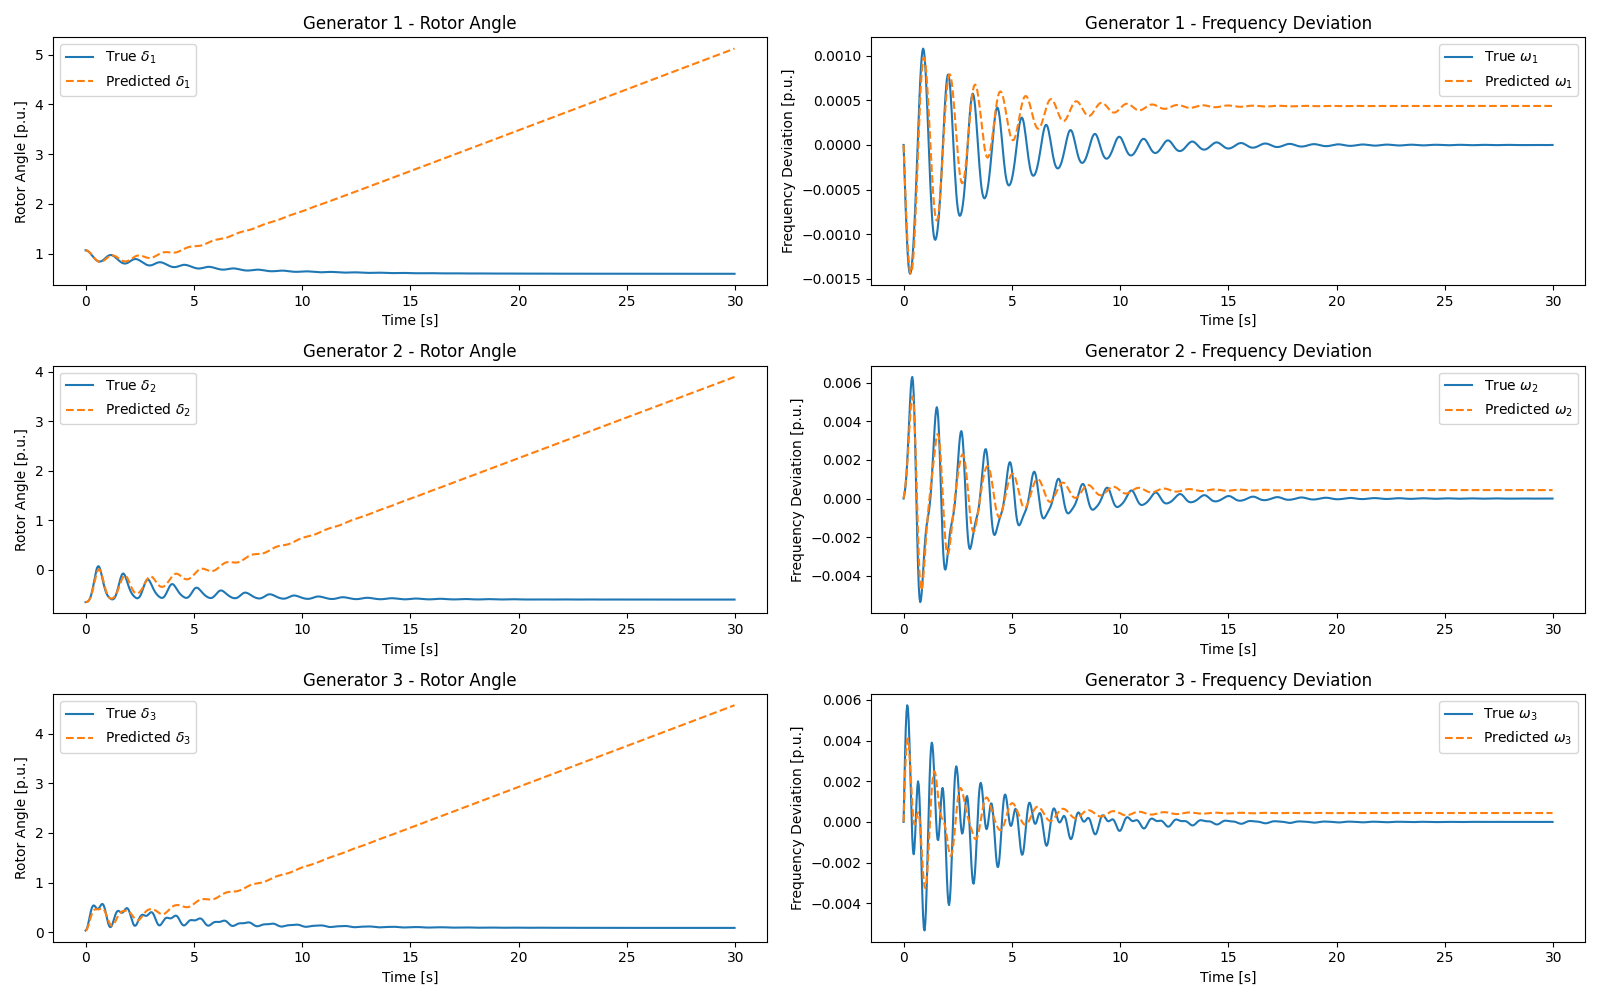 Generator 1 - Rotor Angle
Rotor Angle [p.u.]
5
4
3
2
1
True δ₁
Predicted δ₁
0 5 10 15 20 25 30
Time [s]
Generator 1 - Frequency Deviation
Frequency Deviation [p.u.]
0.0010
0.0005
0.0000
−0.0005
−0.0010
−0.0015
True ω₁
Predicted ω₁
0 5 10 15 20 25 30
Time [s]
Generator 2 - Rotor Angle
Rotor Angle [p.u.]
4
3
2
1
0
True δ₂
Predicted δ₂
0 5 10 15 20 25 30
Time [s]
Generator 2 - Frequency Deviation
Frequency Deviation [p.u.]
0.006
0.004
0.002
0.000
−0.002
−0.004
True ω₂
Predicted ω₂
0 5 10 15 20 25 30
Time [s]
Generator 3 - Rotor Angle
Rotor Angle [p.u.]
4
3
2
1
0
True δ₃
Predicted δ₃
0 5 10 15 20 25 30
Time [s]
Generator 3 - Frequency Deviation
Frequency Deviation [p.u.]
0.006
0.004
0.002
0.000
−0.002
−0.004
True ω₃
Predicted ω₃
0 5 10 15 20 25 30
Time [s]